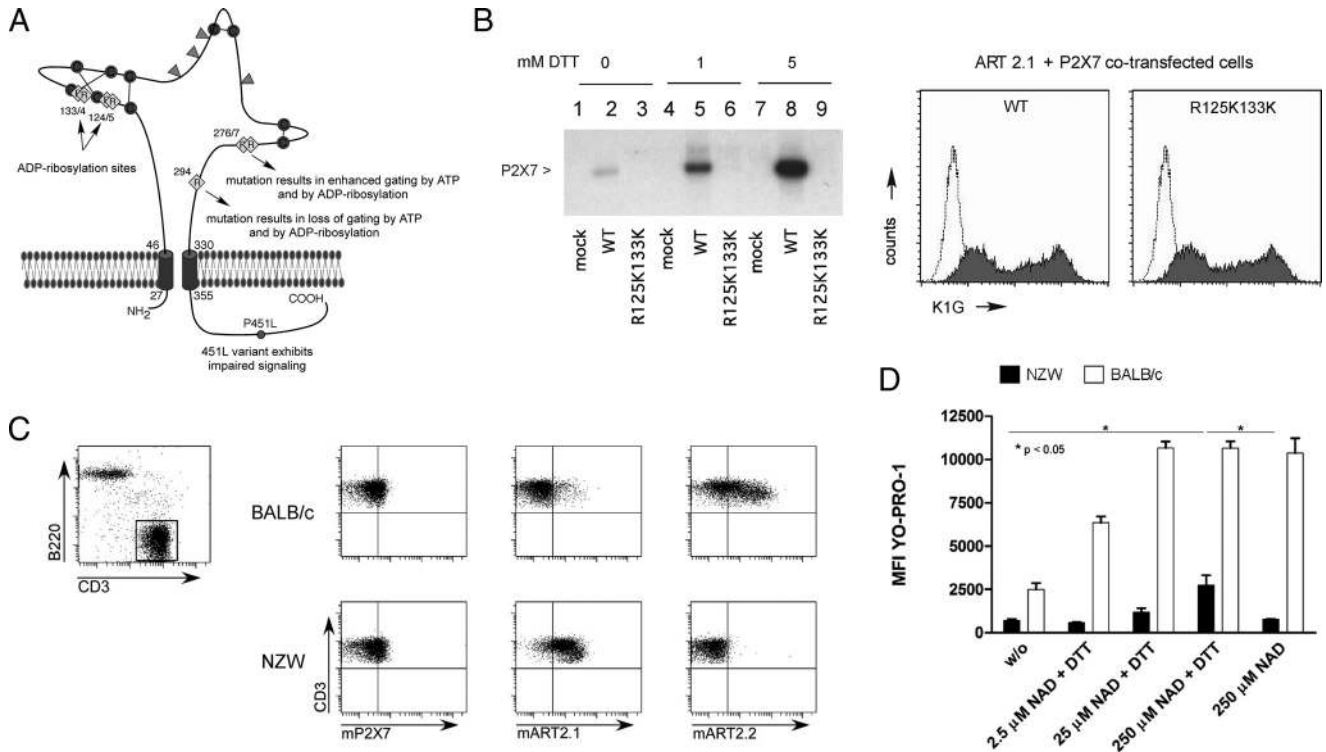 A
133/4
124/5
ADP-ribosylation sites
276/7
K R
mutation results in enhanced gating by ATP
and by ADP-ribosylation
294
R
mutation results in loss of gating by ATP
and by ADP-ribosylation
46
330
27
355
NH2
COOH
P451L
451L variant exhibits
impaired signaling
B
mM DTT 0 1 5
1 2 3 4 5 6 7 8 9
P2X7 >
mock
WT
R125K133K
mock
WT
R125K133K
mock
WT
R125K133K
ART 2.1 + P2X7 co-transfected cells
WT
R125K133K
counts
K1G
C
B220
CD3
BALB/c
NZW
CD3
mP2X7
mART2.1
mART2.2
D
NZW
BALB/c
12500
10000
7500
5000
2500
0
MFI YO-PRO-1
*
*
* p < 0.05
w/o
2.5 µM NAD + DTT
25 µM NAD + DTT
250 µM NAD + DTT
250 µM NAD